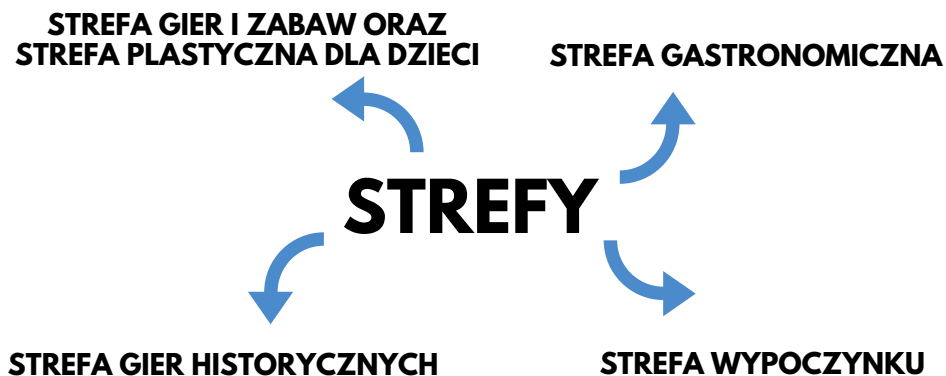 STREFA GIER I ZABAW ORAZ
STREFA PLASTYCZNA DLA DZIECI
STREFA GASTRONOMICZNA
STREFY
STREFA GIER HISTORYCZNYCH
STREFA WYPOCZYNKU